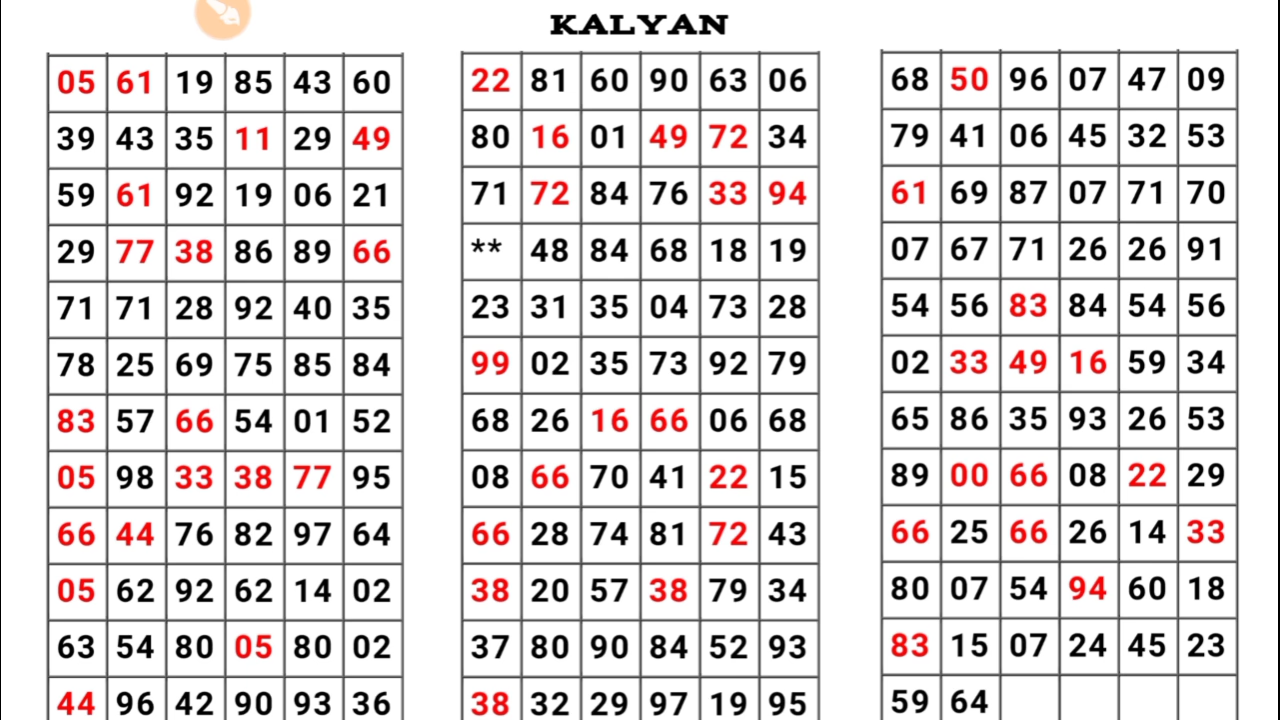 KALYAN
05 61 19 85 43 60
39 43 35 11 29 49
59 61 92 19 06 21
29 77 38 86 89 66
71 71 28 92 40 35
78 25 69 75 85 84
83 57 66 54 01 52
05 98 33 38 77 95
66 44 76 82 97 64
05 62 92 62 14 02
63 54 80 05 80 02
44 96 42 90 93 36
22 81 60 90 63 06
80 16 01 49 72 34
71 72 84 76 33 94
** 48 84 68 18 19
23 31 35 04 73 28
99 02 35 73 92 79
68 26 16 66 06 68
08 66 70 41 22 15
66 28 74 81 72 43
38 20 57 38 79 34
37 80 90 84 52 93
38 32 29 97 19 95
68 50 96 07 47 09
79 41 06 45 32 53
61 69 87 07 71 70
07 67 71 26 26 91
54 56 83 84 54 56
02 33 49 16 59 34
65 86 35 93 26 53
89 00 66 08 22 29
66 25 66 26 14 33
80 07 54 94 60 18
83 15 07 24 45 23
59 64